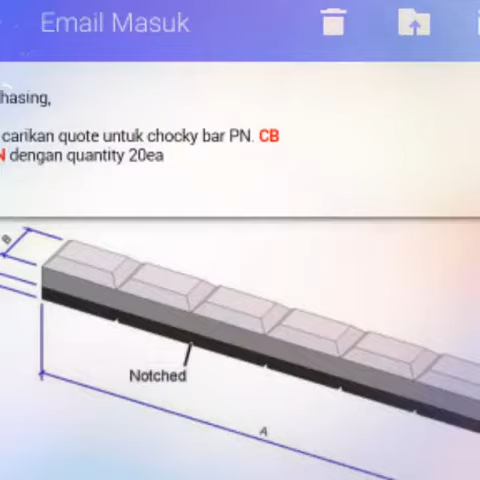 Email Masuk
hasing,
carikan quote untuk chocky bar PN. CB
N dengan quantity 20ea
B
Notched
A